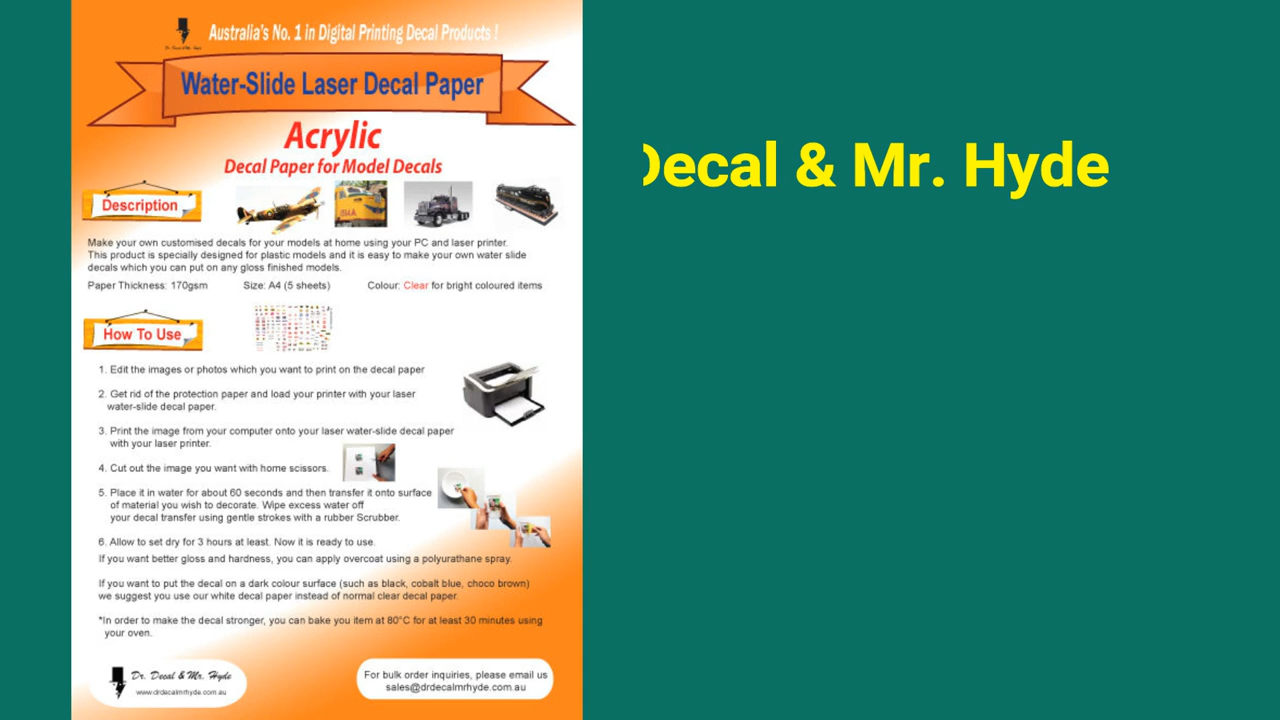 Australia's No. 1 in Digital Printing Decal Products !
Water-Slide Laser Decal Paper
Acrylic
Decal Paper for Model Decals
Description
Make your own customised decals for your models at home using your PC and laser printer.
This product is specially designed for plastic models and it is easy to make your own water slide
decals which you can put on any gloss finished models.
Paper Thickness: 170gsm Size: A4 (5 sheets) Colour: Clear for bright coloured items
How To Use
1. Edit the images or photos which you want to print on the decal paper
2. Get rid of the protection paper and load your printer with your laser
water-slide decal paper.
3. Print the image from your computer onto your laser water-slide decal paper
with your laser printer.
4. Cut out the image you want with home scissors.
5. Place it in water for about 60 seconds and then transfer it onto surface
of material you wish to decorate. Wipe excess water off
your decal transfer using gentle strokes with a rubber Scrubber.
6. Allow to set dry for 3 hours at least. Now it is ready to use.
If you want better gloss and hardness, you can apply overcoat using a polyurathane spray.
If you want to put the decal on a dark colour surface (such as black, cobalt blue, choco brown)
we suggest you use our white decal paper instead of normal clear decal paper.
*In order to make the decal stronger, you can bake you item at 80°C for at least 30 minutes using
your oven.
Dr. Decal & Mr. Hyde
www.drdecalmrhyde.com.au
For bulk order inquiries, please email us
sales@drdecalmrhyde.com.au
Decal & Mr. Hyde